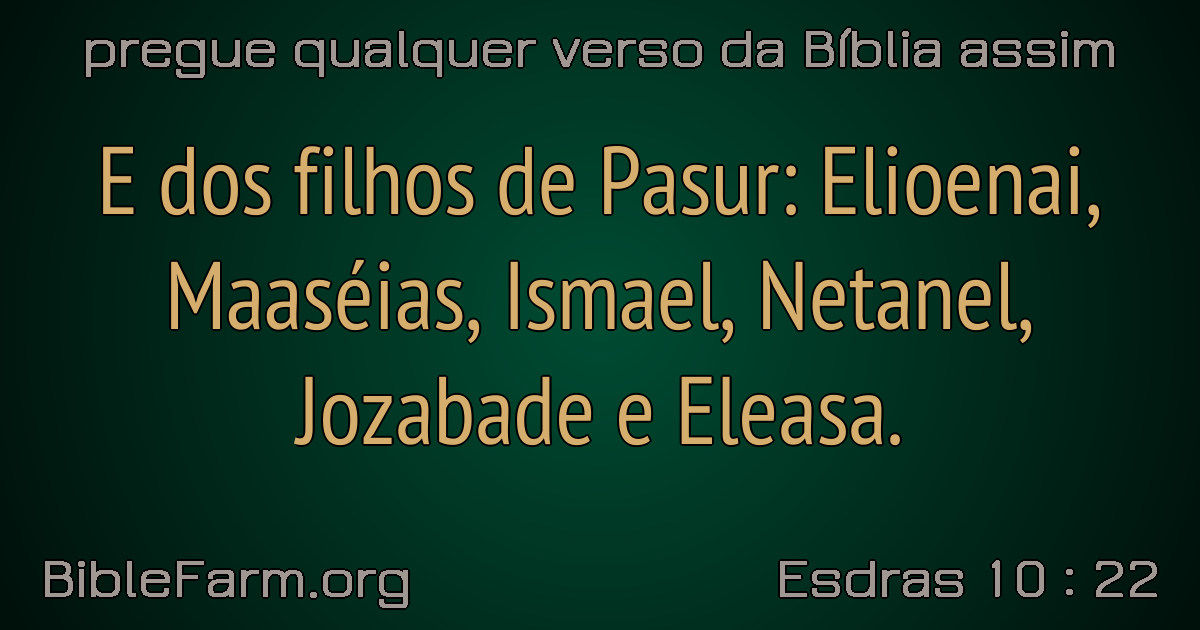 pregue qualquer verso da Bíblia assim
E dos filhos de Pasur: Elioenai,
Maaséias, Ismael, Netanel,
Jozabade e Eleasa.
BibleFarm.org
Esdras 10 : 22